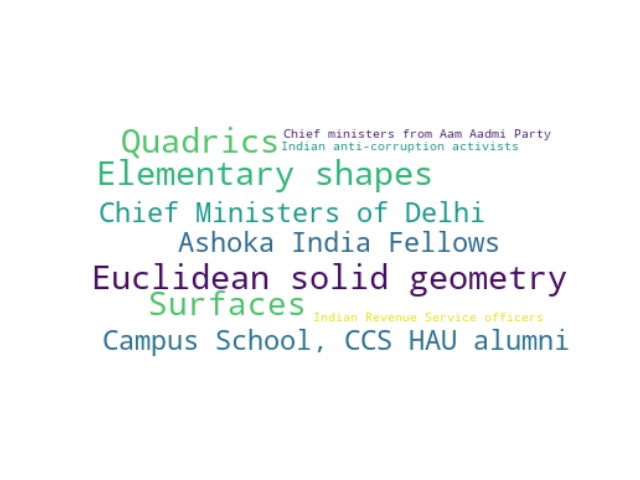 Quadrics
Chief ministers from Aam Aadmi Party
Indian anti-corruption activists
Elementary shapes
Chief Ministers of Delhi
Ashoka India Fellows
Euclidean solid geometry
Surfaces
Indian Revenue Service officers
Campus School, CCS HAU alumni